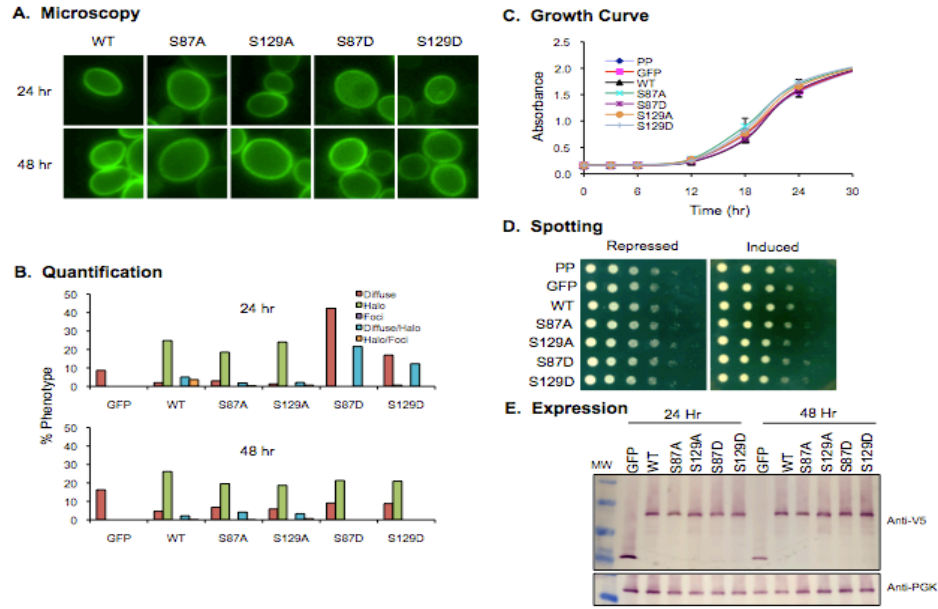 A. Microscopy
WT S87A S129A S87D S129D
24 hr
48 hr
B. Quantification
% Phenotype
50
40
30
20
10
0
24 hr
Diffuse
Halo
Foci
Diffuse/Halo
Halo/Foci
GFP WT S87A S129A S87D S129D
50
40
30
20
10
0
48 hr
GFP WT S87A S129A S87D S129D
C. Growth Curve
Absorbance
2.5
2.0
1.5
1.0
0.5
0.0
PP
GFP
WT
S87A
S87D
S129A
S129D
0 6 12 18 24 30
Time (hr)
D. Spotting
Repressed Induced
PP
GFP
WT
S87A
S129A
S87D
S129D
E. Expression
24 Hr 48 Hr
MW GFP WT S87A S129A S87D S129D GFP WT S87A S129A S87D S129D
Anti-V5
Anti-PGK